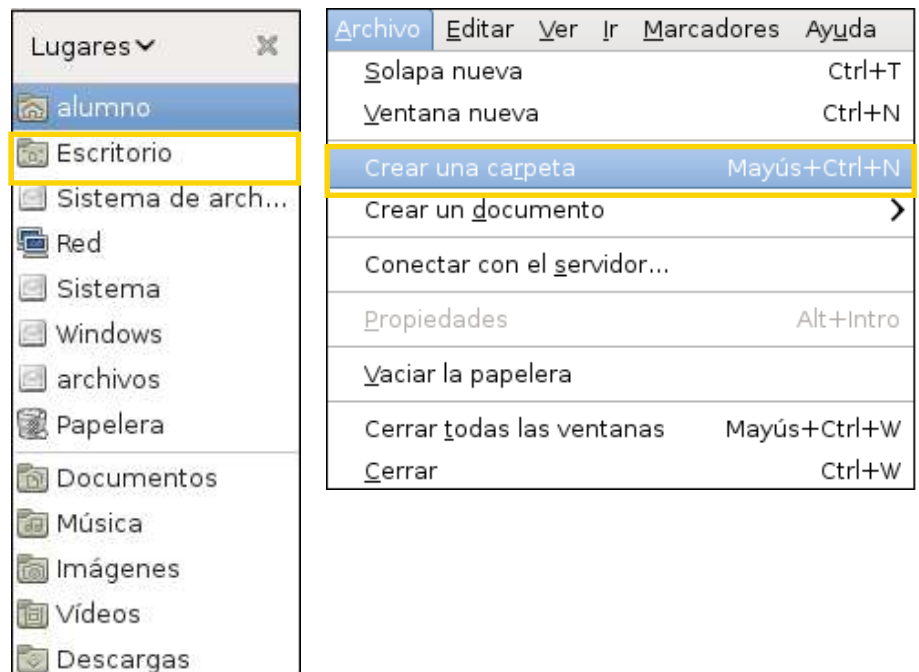 Lugares
alumno
Escritorio
Sistema de arch...
Red
Sistema
Windows
archivos
Papelera
Documentos
Música
Imágenes
Vídeos
Descargas
Archivo Editar Ver Ir Marcadores Ayuda
Solapa nueva Ctrl+T
Ventana nueva Ctrl+N
Crear una carpeta Mayús+Ctrl+N
Crear un documento
Conectar con el servidor...
Propiedades Alt+Intro
Vaciar la papelera
Cerrar todas las ventanas Mayús+Ctrl+W
Cerrar Ctrl+W